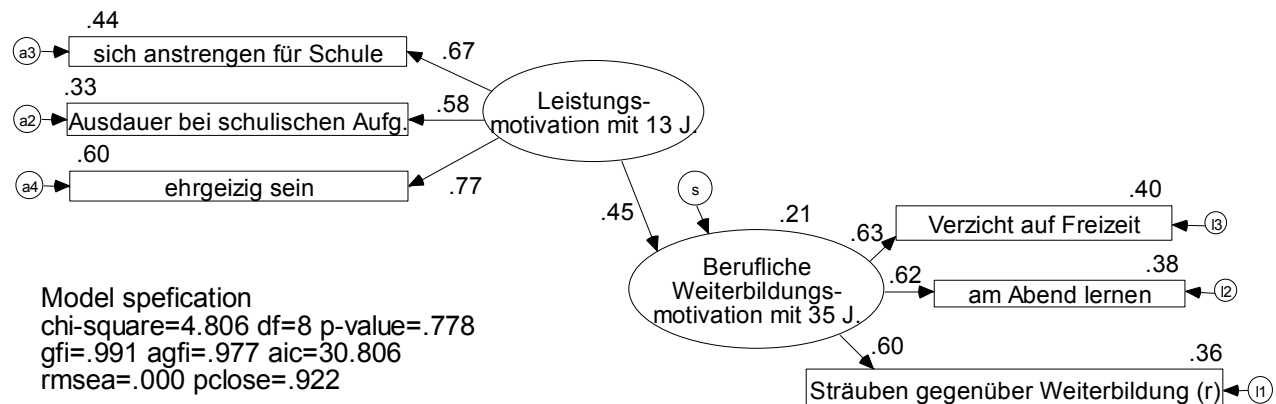 .44
a3
sich anstrengen für Schule
.67
.33
a2
Ausdauer bei schulischen Aufg.
.58
.60
a4
ehrgeizig sein
.77
Leistungs-
motivation mit 13 J.
.45
s
.21
Berufliche
Weiterbildungs-
motivation mit 35 J.
.63
.40
Verzicht auf Freizeit
l3
.62
.38
am Abend lernen
l2
.60
.36
Sträuben gegenüber Weiterbildung (r)
l1
Model spefication
chi-square=4.806 df=8 p-value=.778
gfi=.991 agfi=.977 aic=30.806
rmsea=.000 pclose=.922